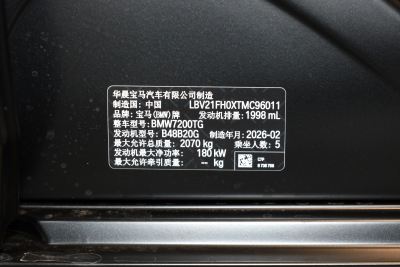 华晨宝马汽车有限公司制造
制造国: 中国 LBV21FH0XTMC96011
品牌: 宝马(BMW)牌 发动机排量: 1998 mL
整车型号: BMW7200TG
发动机型号: B48B20G 制造年月: 2026-02
最大允许总质量: 2070 kg 乘坐人数: 5
发动机最大净功率: 180 kW
最大允许牵引质量: -- kg